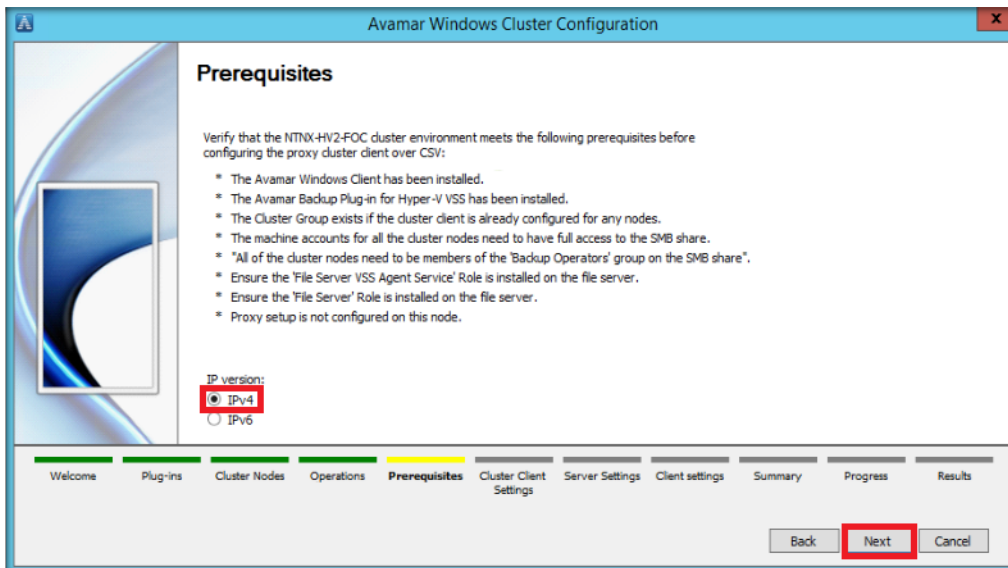 Avamar Windows Cluster Configuration
x
Prerequisites
Verify that the NTNX-HV2-FOC cluster environment meets the following prerequisites before
configuring the proxy cluster client over CSV:
* The Avamar Windows Client has been installed.
* The Avamar Backup Plug-in for Hyper-V VSS has been installed.
* The Cluster Group exists if the cluster client is already configured for any nodes.
* The machine accounts for all the cluster nodes need to have full access to the SMB share.
* "All of the cluster nodes need to be members of the 'Backup Operators' group on the SMB share".
* Ensure the 'File Server VSS Agent Service' Role is installed on the file server.
* Ensure the 'File Server' Role is installed on the file server.
* Proxy setup is not configured on this node.
IP version:
IPv4
IPv6
Welcome Plug-ins Cluster Nodes Operations Prerequisites Cluster Client Server Settings Client settings Summary Progress Results
Settings
Back Next Cancel